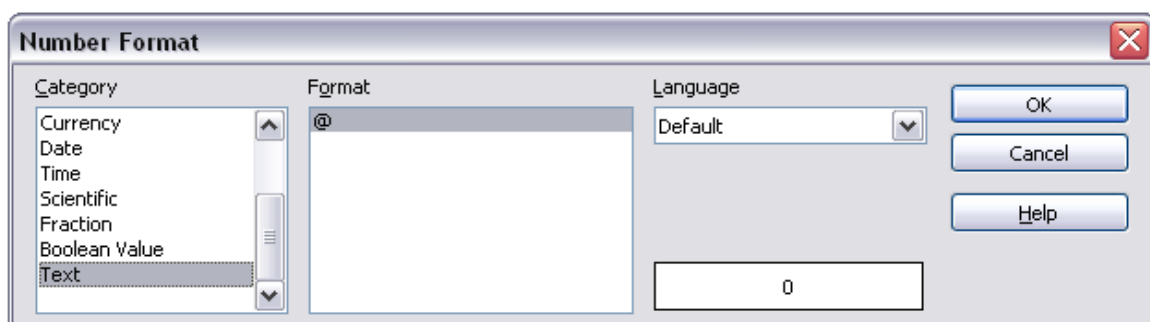 Number Format
Category
Format
Language
Currency
Date
Time
Scientific
Fraction
Boolean Value
Text
@
Default
0
OK
Cancel
Help